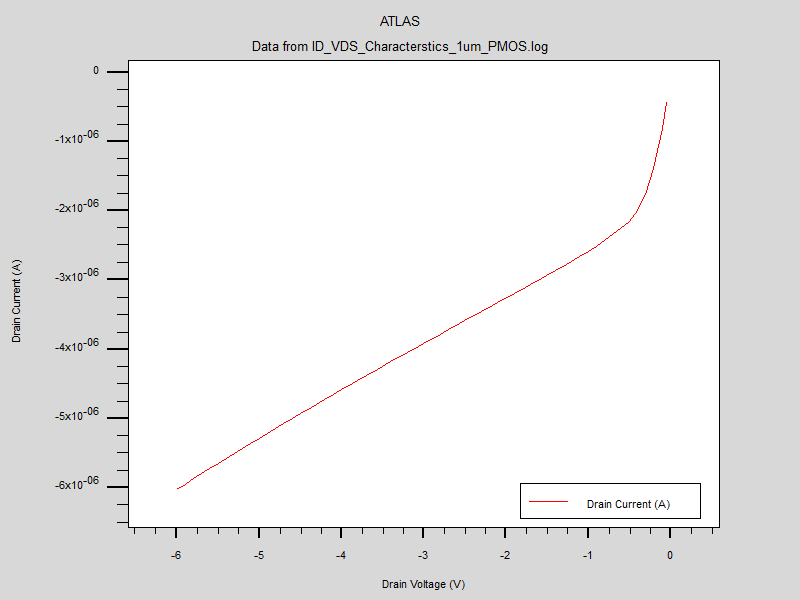 ATLAS
Data from ID_VDS_Characterstics_1um_PMOS.log
0
-1x10^-06
-2x10^-06
-3x10^-06
-4x10^-06
-5x10^-06
-6x10^-06
Drain Current (A)
Drain Current (A)
-6 -5 -4 -3 -2 -1 0
Drain Voltage (V)